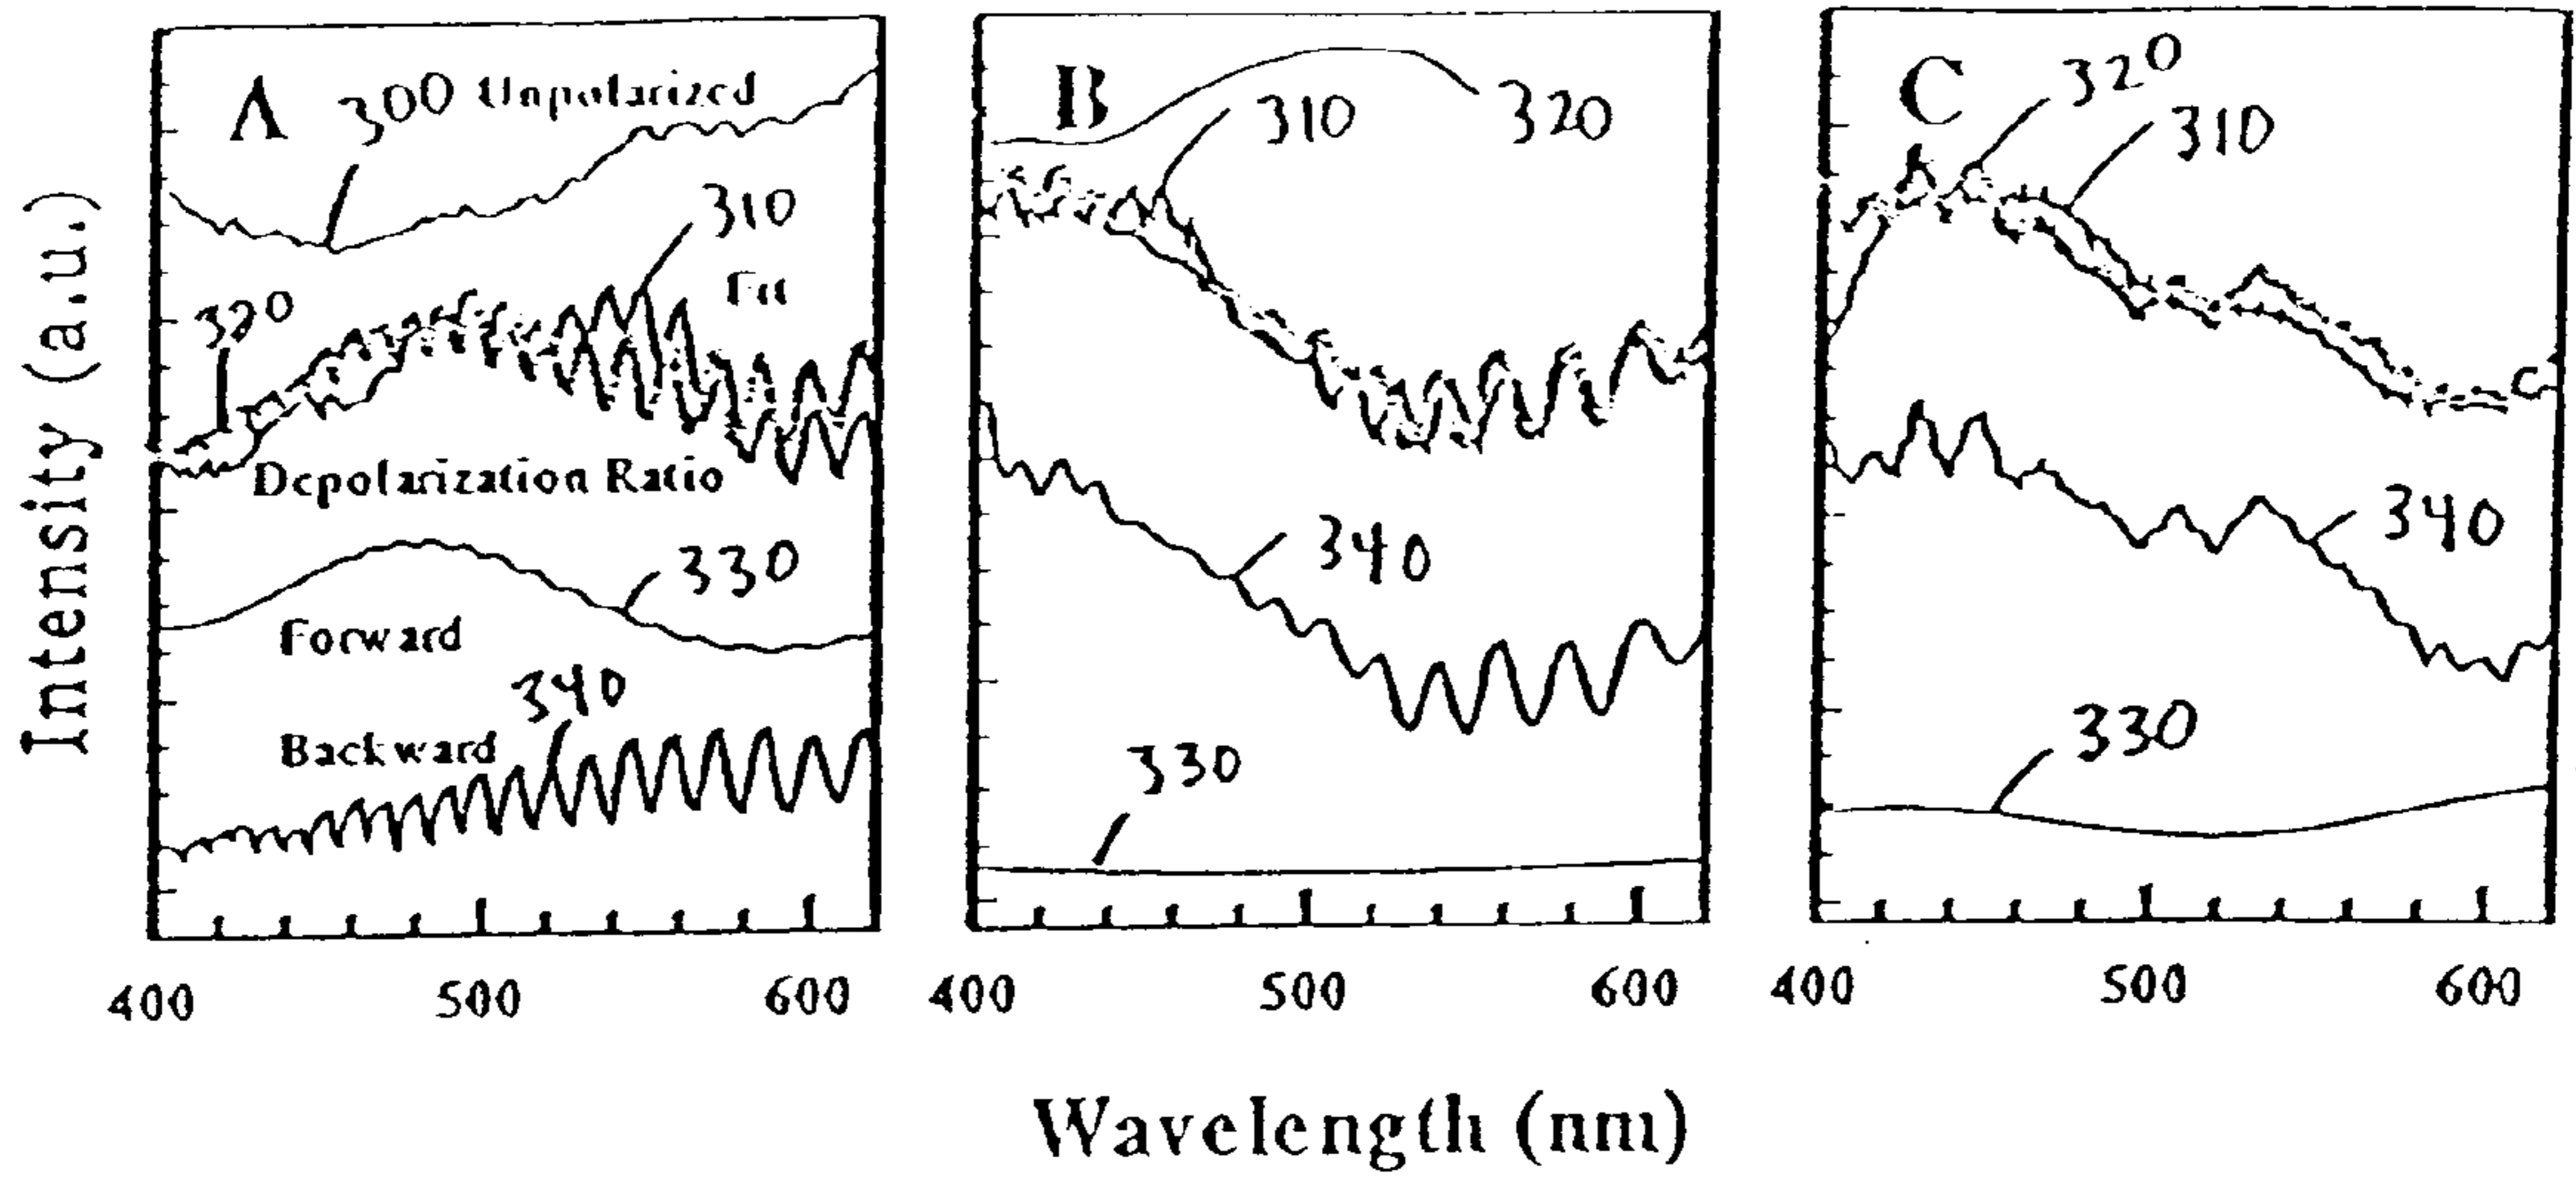 A 300 Unpolarized
310
Fit
320
Depolarization Ratio
330
Forward
340
Backward
B 310 320
340
330
C 320
310
340
330
Intensity (a.u.)
400 500 600 400 500 600 400 500 600
Wavelength (nm)